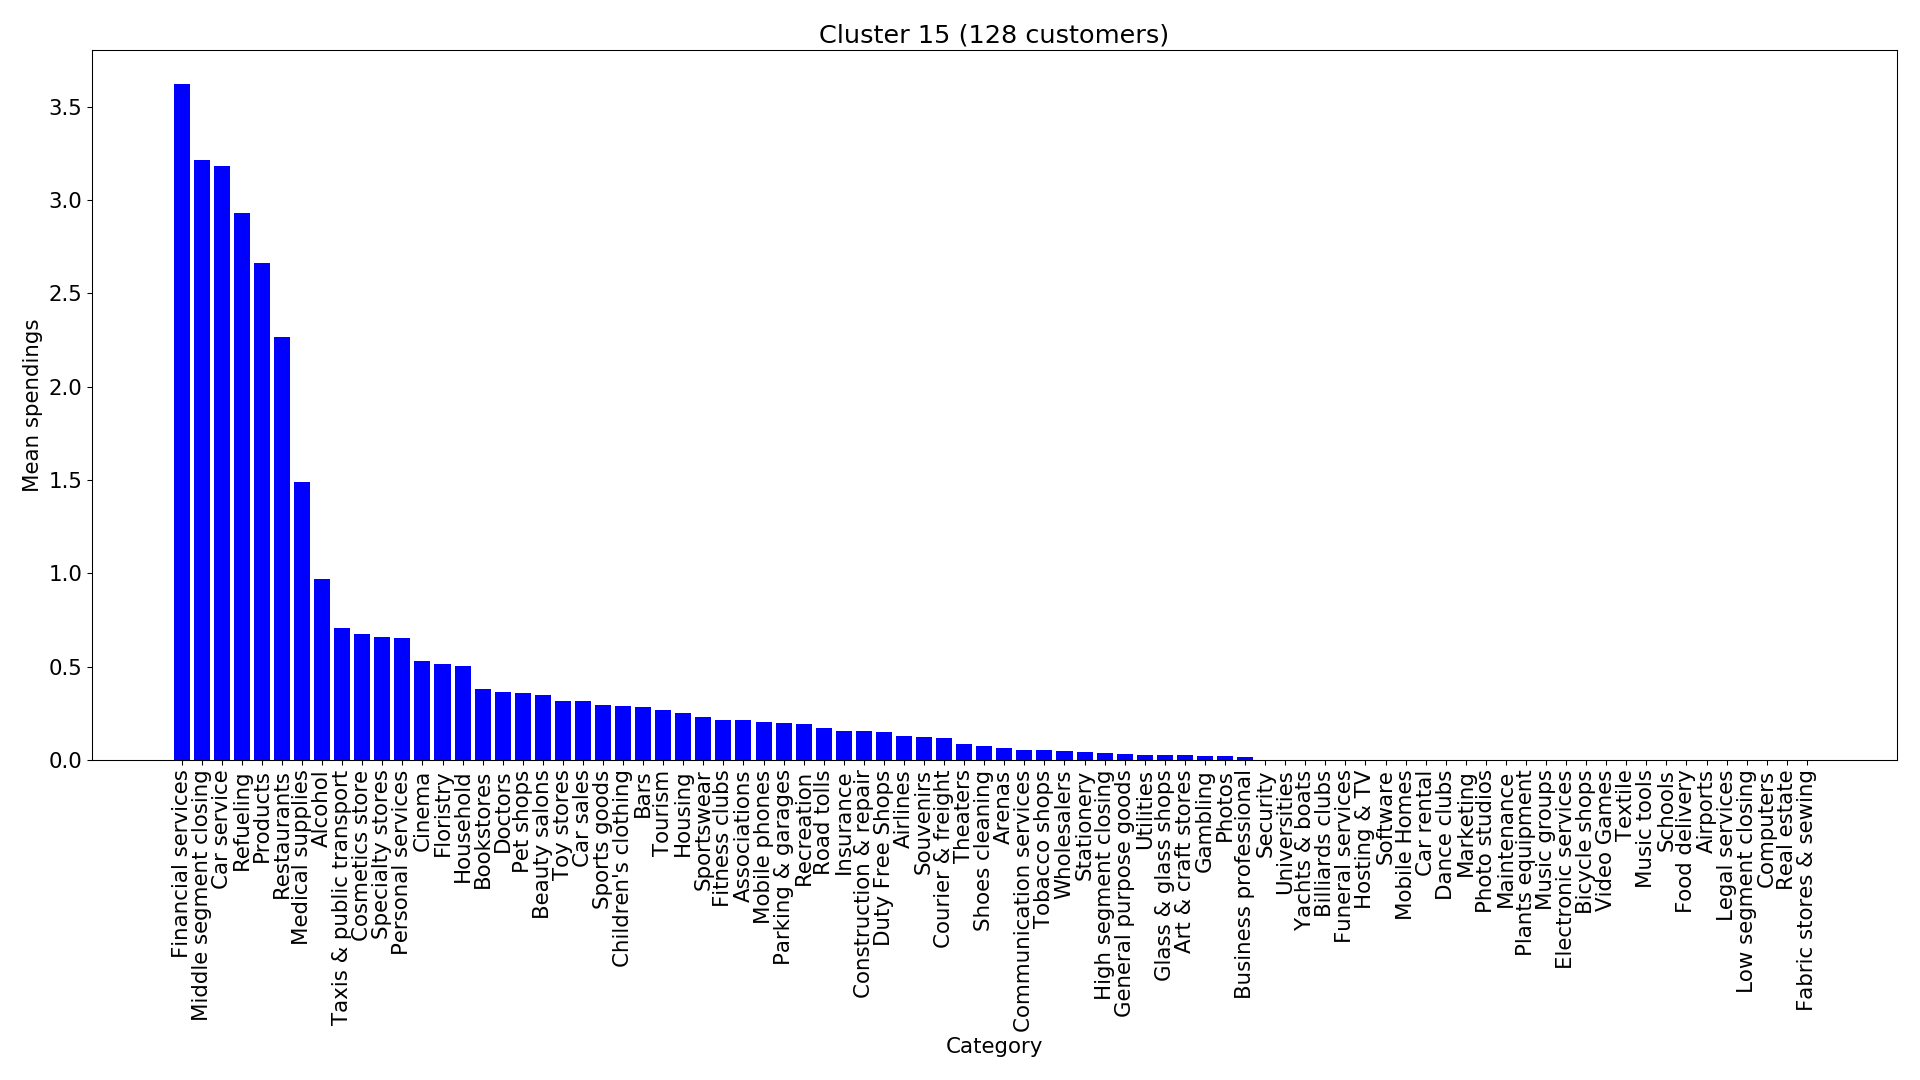 Cluster 15 (128 customers)
Mean spendings
3.5
3.0
2.5
2.0
1.5
1.0
0.5
0.0
Financial services
Middle segment closing
Car service
Refueling
Products
Restaurants
Medical supplies
Alcohol
Taxis & public transport
Cosmetics store
Specialty stores
Personal services
Cinema
Floristry
Household
Bookstores
Doctors
Pet shops
Beauty salons
Toy stores
Car sales
Sports goods
Children's clothing
Bars
Tourism
Housing
Sportswear
Fitness clubs
Associations
Mobile phones
Parking & garages
Recreation
Road tolls
Insurance
Construction & repair
Duty Free Shops
Airlines
Souvenirs
Courier & freight
Theaters
Shoes cleaning
Arenas
Communication services
Tobacco shops
Wholesalers
Stationery
High segment closing
General purpose goods
Utilities
Glass & glass shops
Art & craft stores
Gambling
Photos
Business professional
Security
Universities
Yachts & boats
Billiards clubs
Funeral services
Hosting & TV
Software
Mobile Homes
Car rental
Dance clubs
Marketing
Photo studios
Maintenance
Plants equipment
Music groups
Electronic services
Bicycle shops
Video Games
Textile
Music tools
Schools
Food delivery
Airports
Legal services
Low segment closing
Computers
Real estate
Fabric stores & sewing
Category